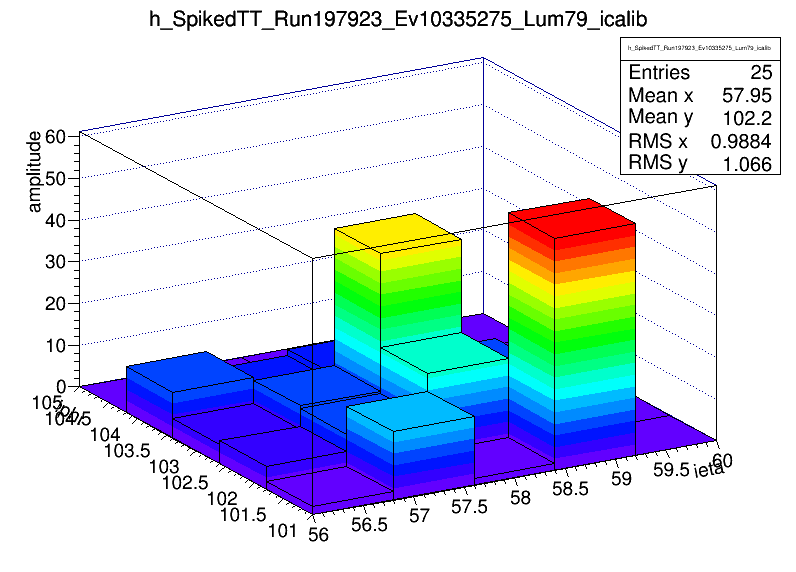 h_SpikedTT_Run197923_Ev10335275_Lum79_icalib
h_SpikedTT_Run197923_Ev10335275_Lum79_icalib
Entries 25
Mean x 57.95
Mean y 102.2
RMS x 0.9884
RMS y 1.066
amplitude
60
50
40
30
20
10
0
105
104.5
104
103.5
103
102.5
102
101.5
101
56
56.5
57
57.5
58
58.5
59
59.5
60
ieta